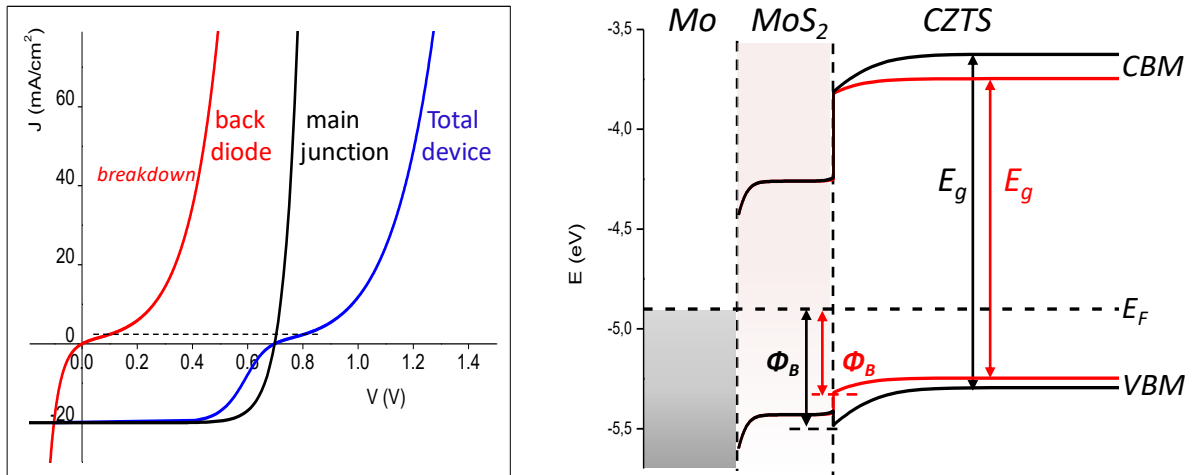 J (mA/cm²)
60
40
20
0
-20
0.0 0.2 0.4 0.6 0.8 1.0 1.2 1.4
V (V)
breakdown
back
diode
main
junction
Total
device
Mo MoS₂ CZTS
E (eV)
-3,5
-4,0
-4,5
-5,0
-5,5
CBM
E_g E_g
E_F
Φ_B Φ_B
VBM